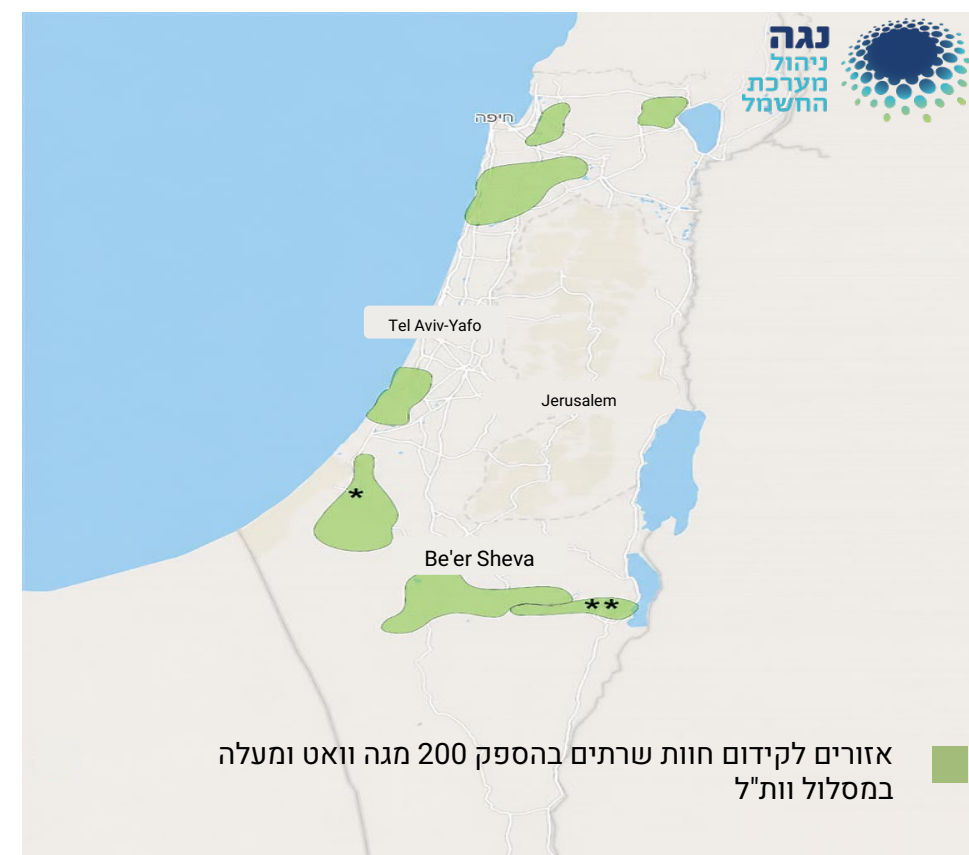 נגה
ניהול
מערכת
החשמל
חיפה
Tel Aviv-Yafo
Jerusalem
*
Be'er Sheva
**
אזורים לקידום חוות שרתים בהספק 200 מגה וואט ומעלה
במסלול וות"ל